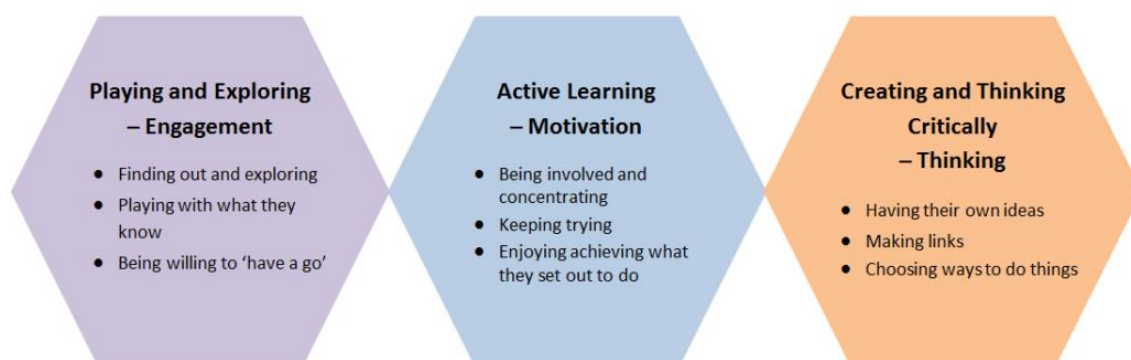 Playing and Exploring
– Engagement
● Finding out and exploring
● Playing with what they
know
● Being willing to ‘have a go’
Active Learning
– Motivation
● Being involved and
concentrating
● Keeping trying
● Enjoying achieving what
they set out to do
Creating and Thinking
Critically
– Thinking
● Having their own ideas
● Making links
● Choosing ways to do things